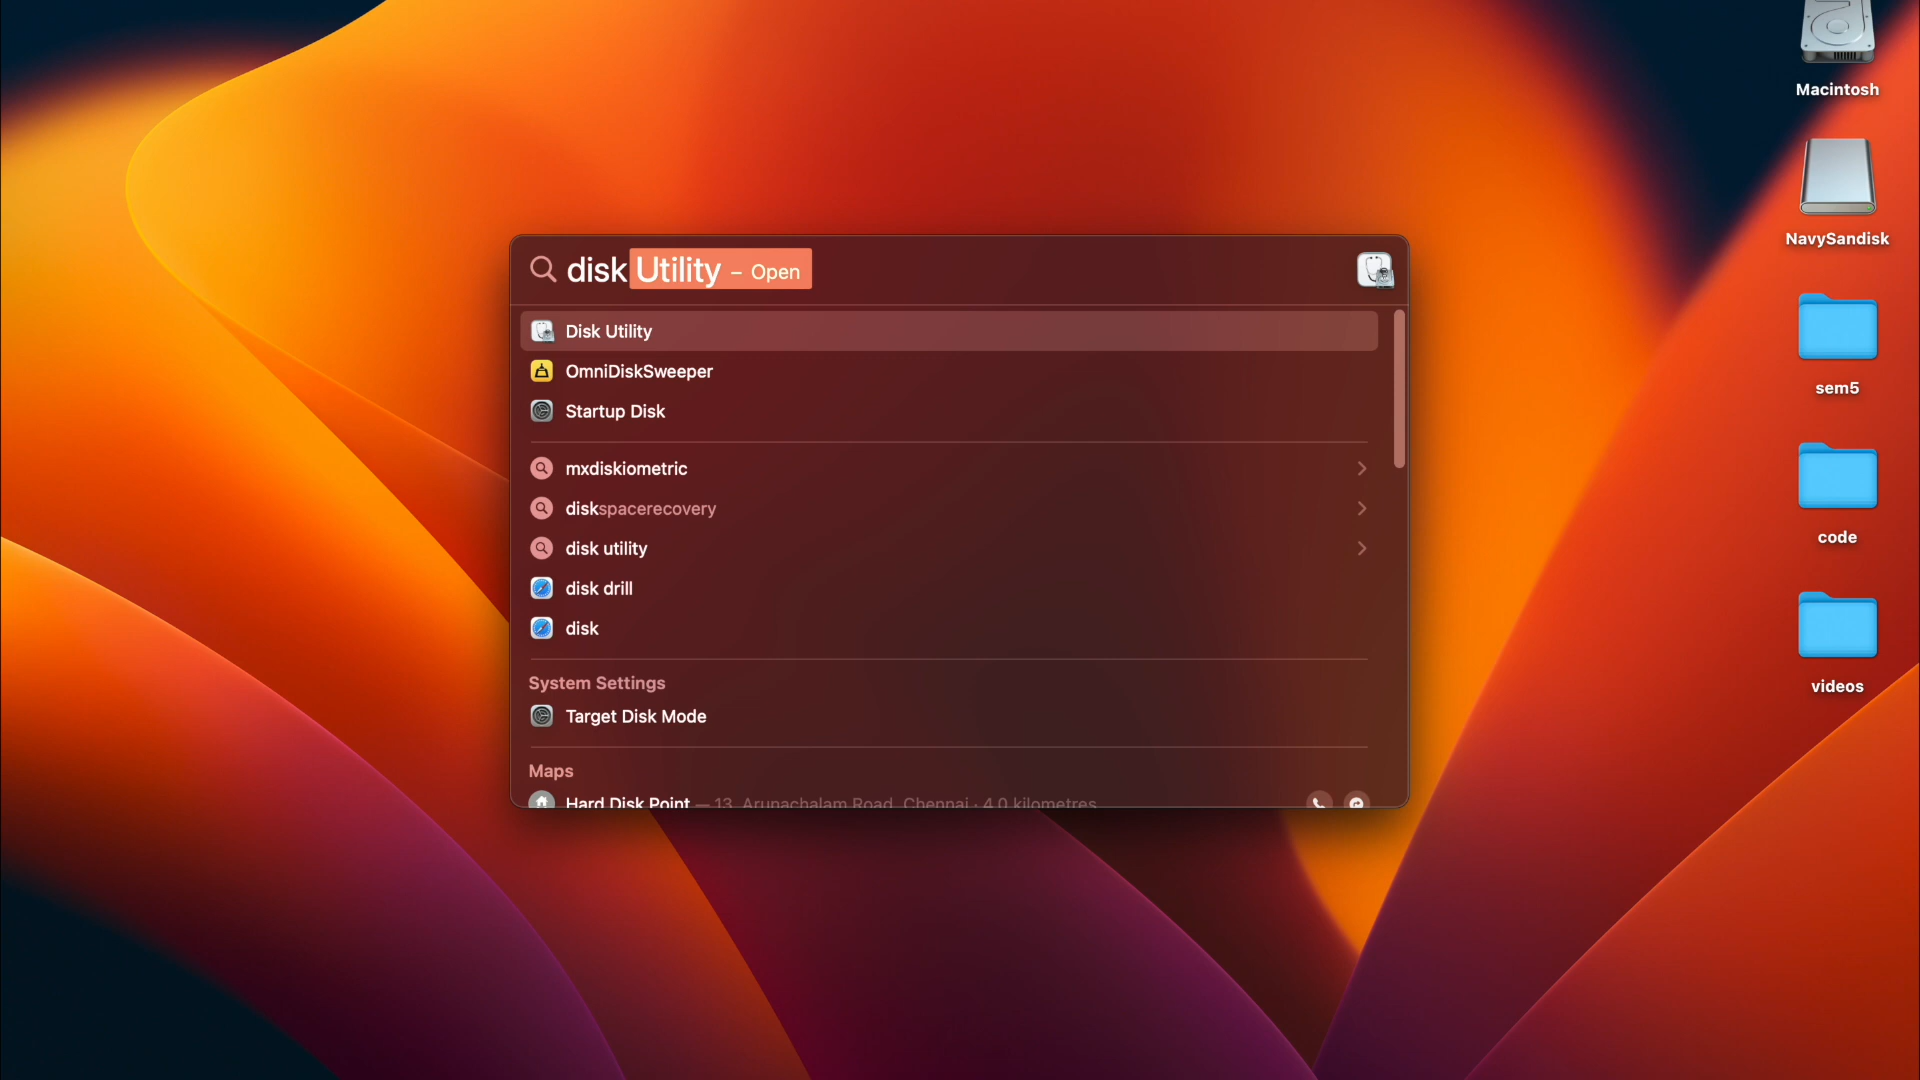 disk Utility – Open
Disk Utility
OmniDiskSweeper
Startup Disk
mxdiskiometric
diskspacerecovery
disk utility
disk drill
disk
System Settings
Target Disk Mode
Maps
Hard Disk Point — 13, Arunachalam Road, Chennai · 4.0 kilometres
Macintosh
NavySandisk
sem5
code
videos